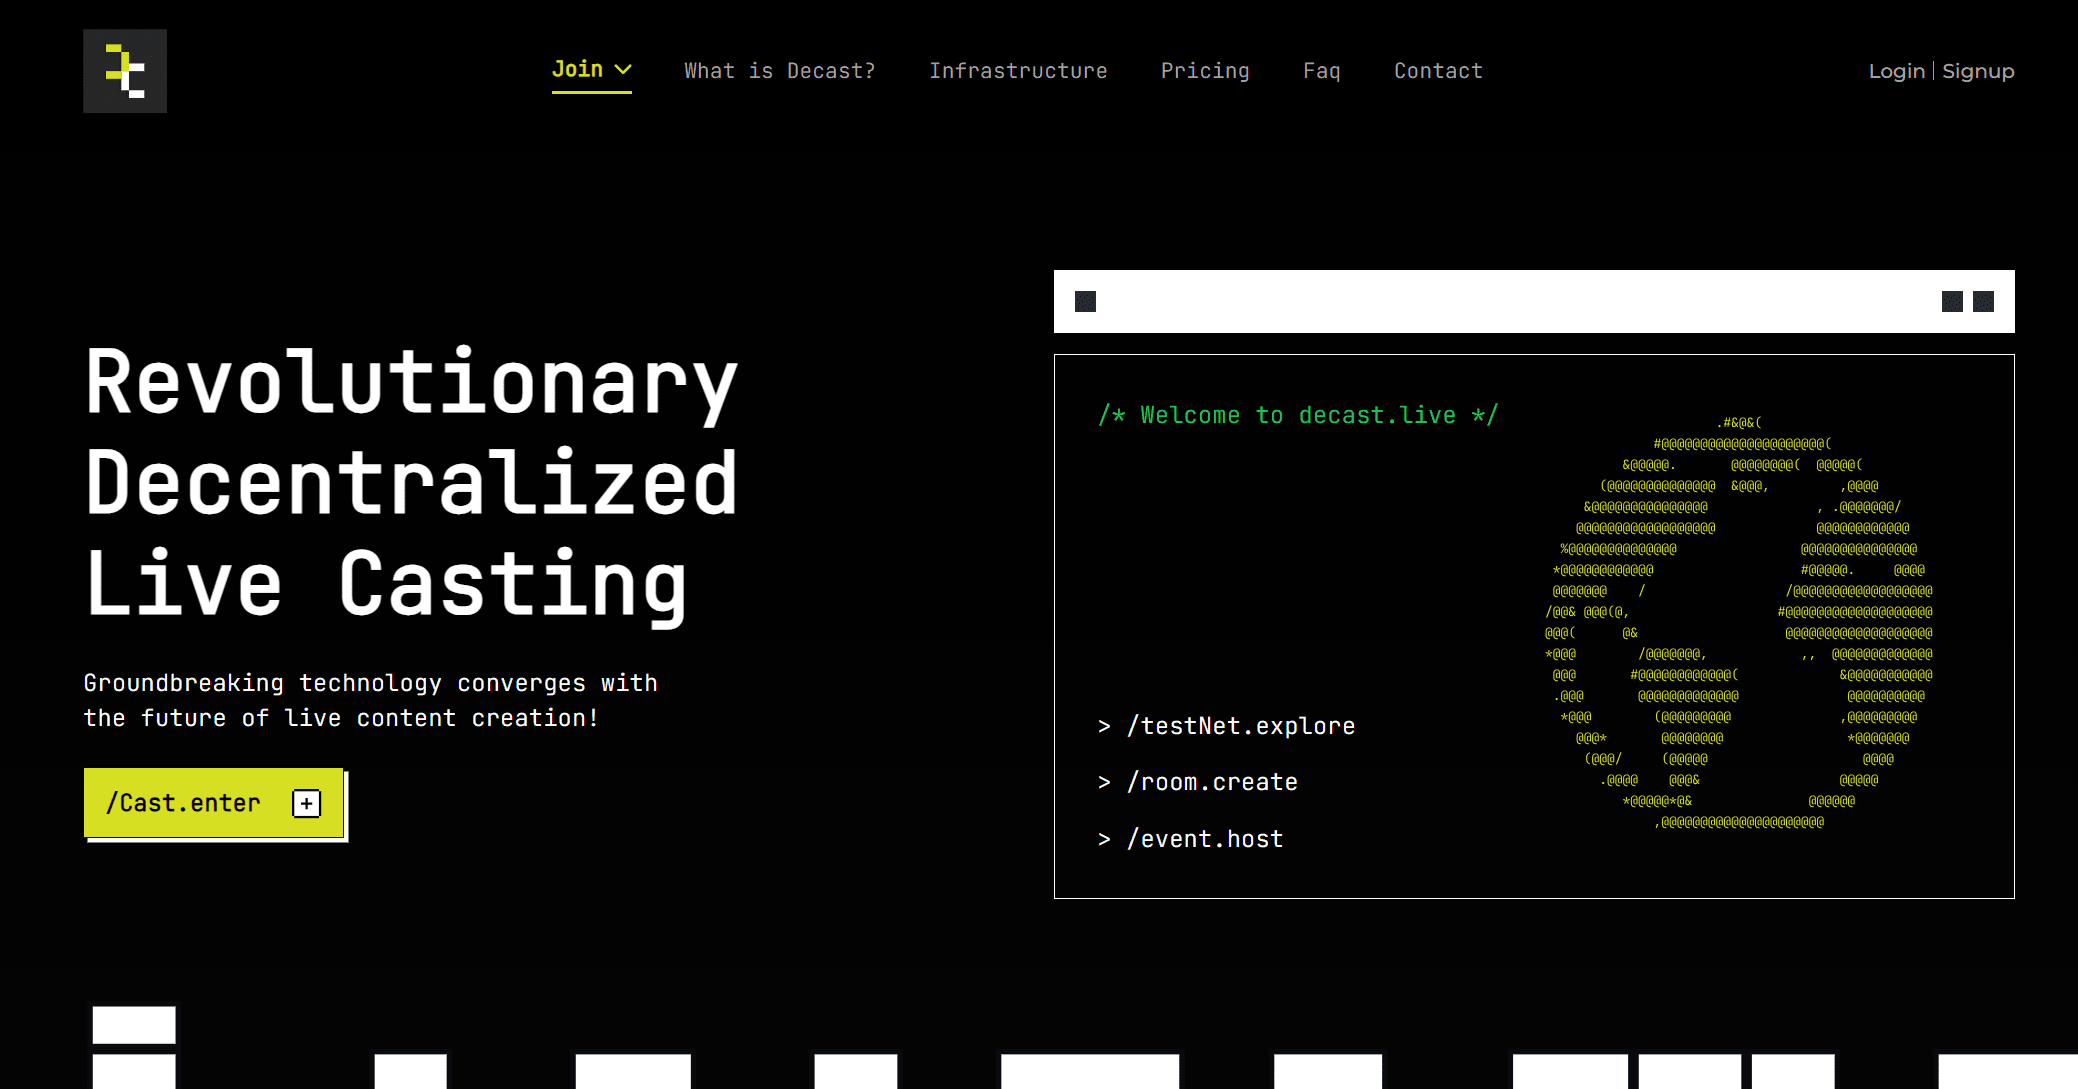 Join
What is Decast?
Infrastructure
Pricing
Faq
Contact
Login | Signup
Revolutionary
Decentralized
Live Casting
Groundbreaking technology converges with
the future of live content creation!
/Cast.enter
/* Welcome to decast.live */
> /testNet.explore
> /room.create
> /event.host